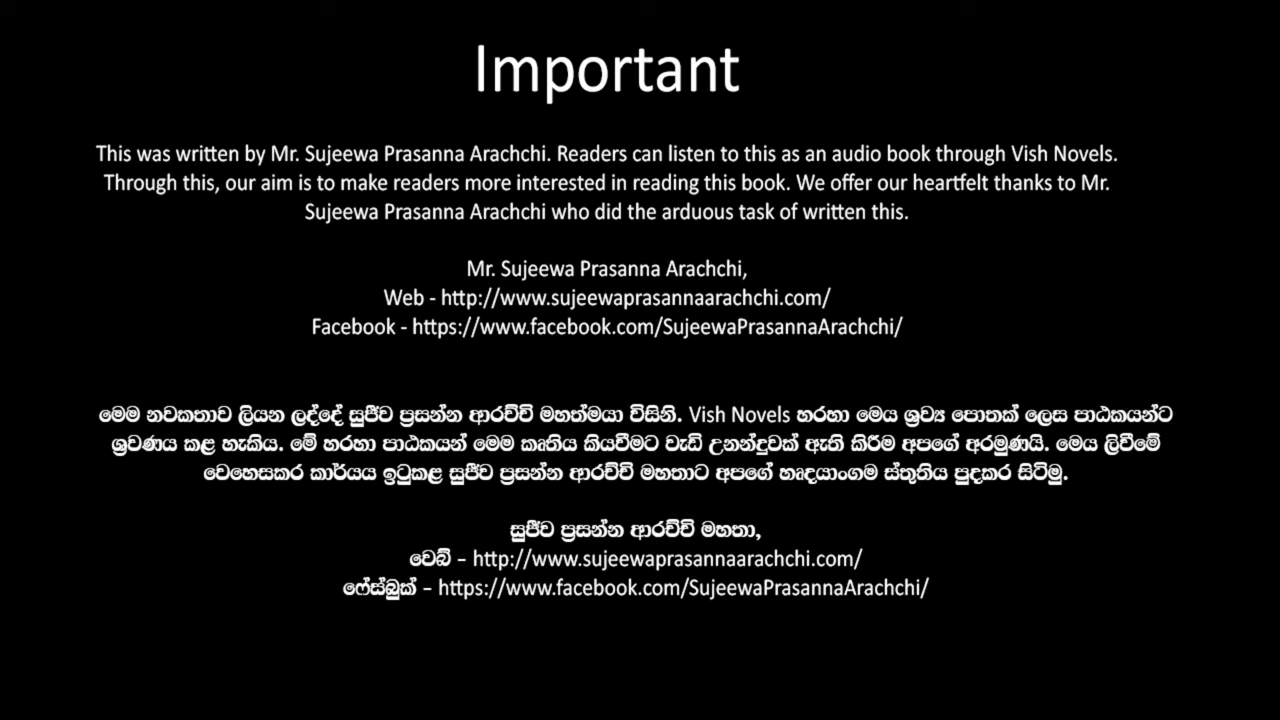 Important
This was written by Mr. Sujeewa Prasanna Arachchi. Readers can listen to this as an audio book through Vish Novels.
Through this, our aim is to make readers more interested in reading this book. We offer our heartfelt thanks to Mr.
Sujeewa Prasanna Arachchi who did the arduous task of written this.
Mr. Sujeewa Prasanna Arachchi,
Web - http://www.sujeewaprasannaarachchi.com/
Facebook - https://www.facebook.com/SujeewaPrasannaArachchi/
මෙම නවකතාව ලියන ලද්දේ සුජීව ප්‍රසන්න ආරච්චි මහත්මයා විසිනි. Vish Novels හරහා මෙය ශ්‍රව්‍ය පොතක් ලෙස පාඨකයන්ට
ශ්‍රවණය කළ හැකිය. මේ හරහා පාඨකයන් මෙම කෘතිය කියවීමට වැඩි උනන්දුවක් ඇති කිරීම අපගේ අරමුණයි. මෙය ලිවීමේ
වෙහෙසකර කාර්යය ඉටුකළ සුජීව ප්‍රසන්න ආරච්චි මහතාට අපගේ හෘදයාංගම ස්තුතිය පුදකර සිටිමු.
සුජීව ප්‍රසන්න ආරච්චි මහතා,
වෙබ් – http://www.sujeewaprasannaarachchi.com/
ෆේස්බුක් – https://www.facebook.com/SujeewaPrasannaArachchi/